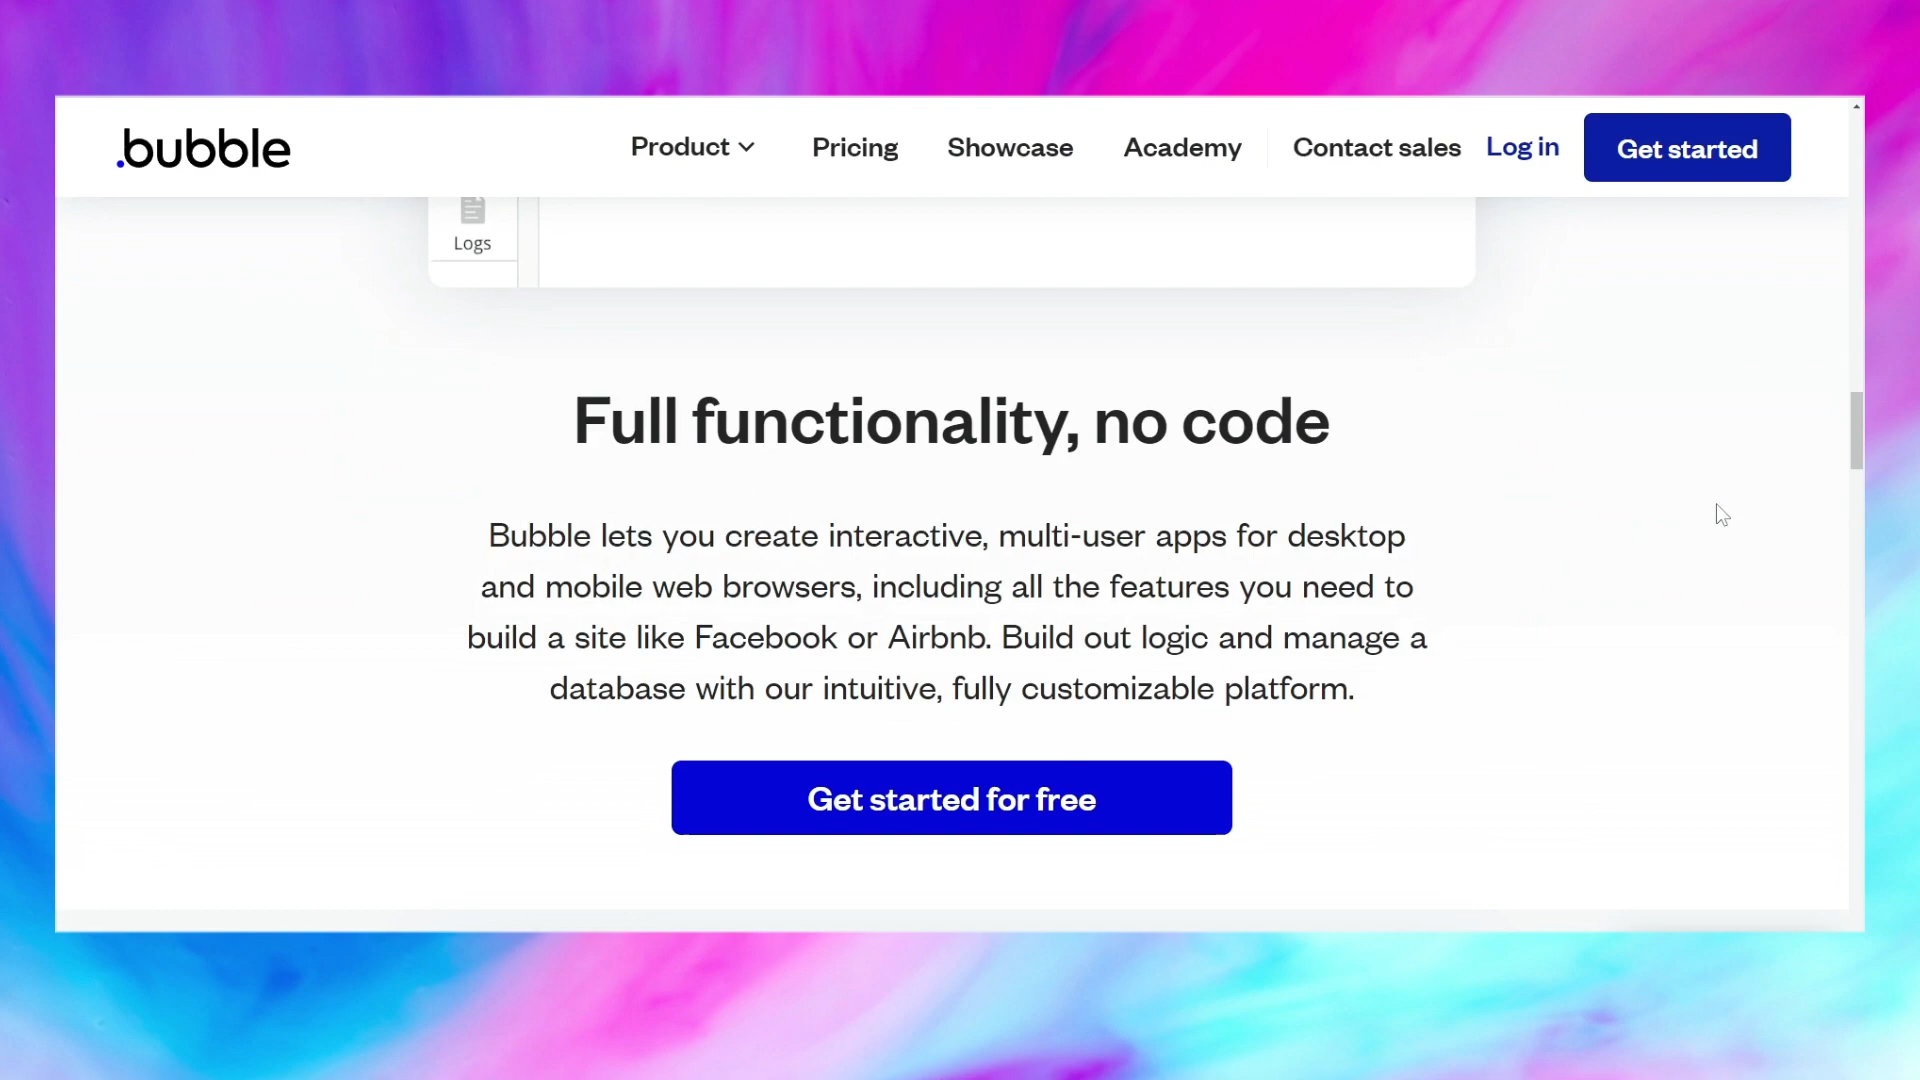 .bubble
Product
Pricing
Showcase
Academy
Contact sales
Log in
Get started
Logs
Full functionality, no code
Bubble lets you create interactive, multi-user apps for desktop
and mobile web browsers, including all the features you need to
build a site like Facebook or Airbnb. Build out logic and manage a
database with our intuitive, fully customizable platform.
Get started for free